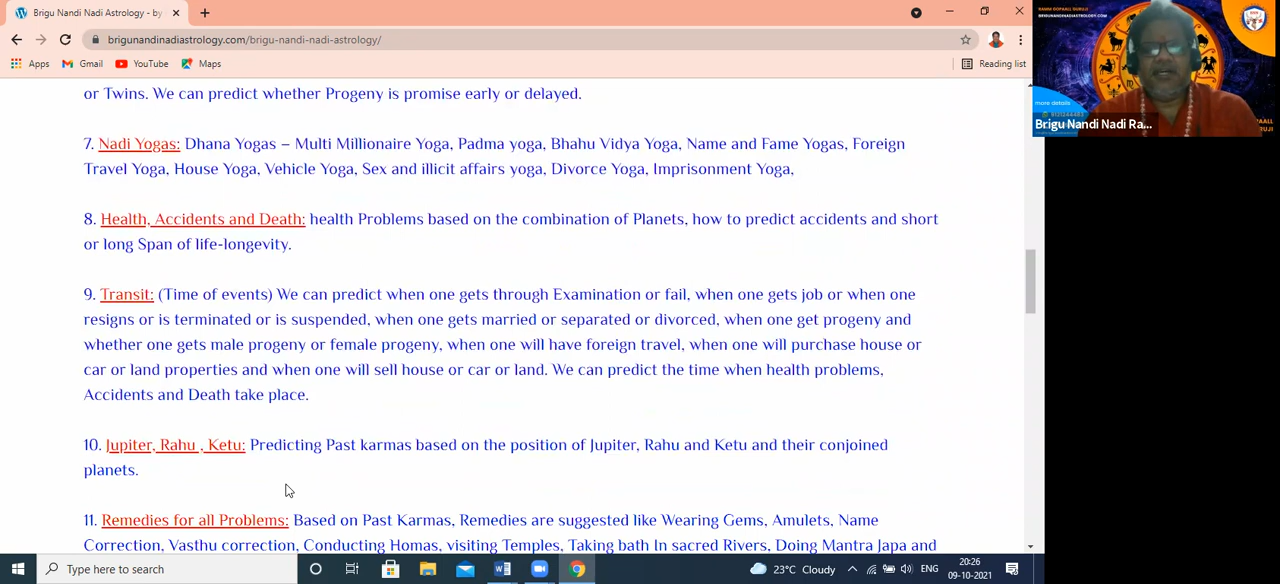 Brigu Nandi Nadi Astrology - by
brigunandinadiastrology.com/brigu-nandi-nadi-astrology/
Apps Gmail YouTube Maps Reading list
or Twins. We can predict whether Progeny is promise early or delayed.
7. Nadi Yogas: Dhana Yogas – Multi Millionaire Yoga, Padma yoga, Bhahu Vidya Yoga, Name and Fame Yogas, Foreign
Travel Yoga, House Yoga, Vehicle Yoga, Sex and illicit affairs yoga, Divorce Yoga, Imprisonment Yoga,
8. Health, Accidents and Death: health Problems based on the combination of Planets, how to predict accidents and short
or long Span of life-longevity.
9. Transit: (Time of events) We can predict when one gets through Examination or fail, when one gets job or when one
resigns or is terminated or is suspended, when one gets married or separated or divorced, when one get progeny and
whether one gets male progeny or female progeny, when one will have foreign travel, when one will purchase house or
car or land properties and when one will sell house or car or land. We can predict the time when health problems,
Accidents and Death take place.
10. Jupiter, Rahu , Ketu: Predicting Past karmas based on the position of Jupiter, Rahu and Ketu and their conjoined
planets.
11. Remedies for all Problems: Based on Past Karmas, Remedies are suggested like Wearing Gems, Amulets, Name
Correction, Vasthu correction, Conducting Homas, visiting Temples, Taking bath In sacred Rivers, Doing Mantra Japa and
RAMM GOPAALL GURUJI
BRIGUNANDINADIASTROLOGY.COM
more details
Brigu Nandi Nadi Ra...
Type here to search
23°C Cloudy
ENG
20:26
09-10-2021